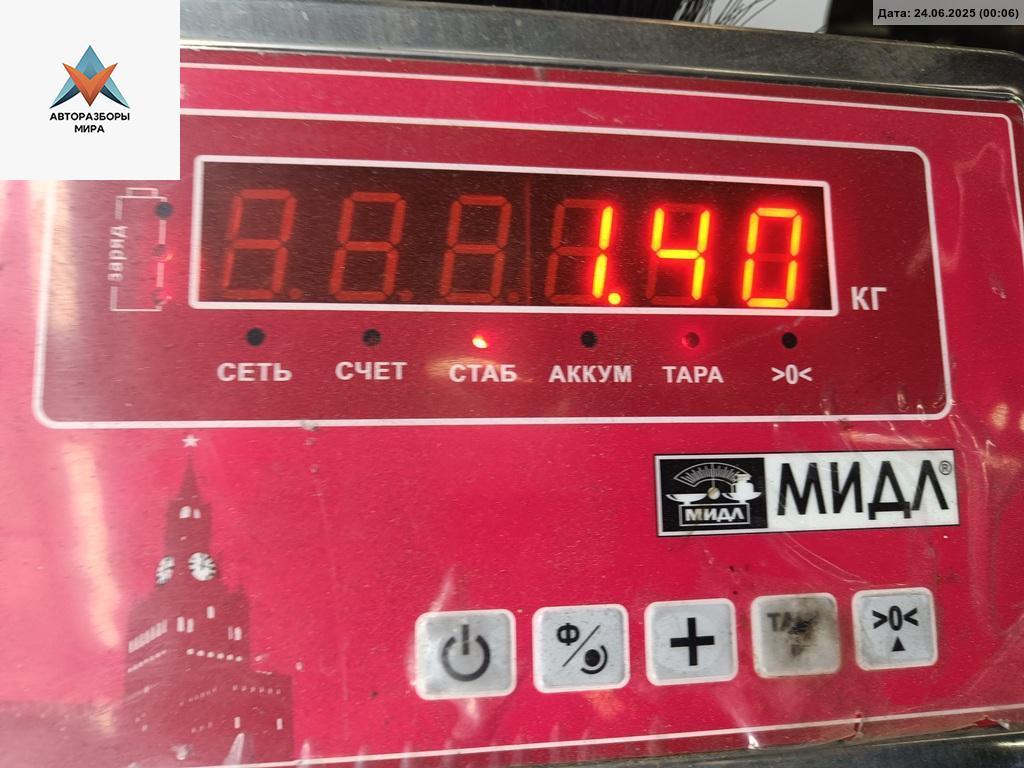 Дата: 24.06.2025 (00:06)
АВТОРАЗБОРЫ
МИРА
заряд
1.40
КГ
СЕТЬ СЧЕТ СТАБ АККУМ ТАРА >0<
МИДЛ МИДЛ®
Ф + >0<